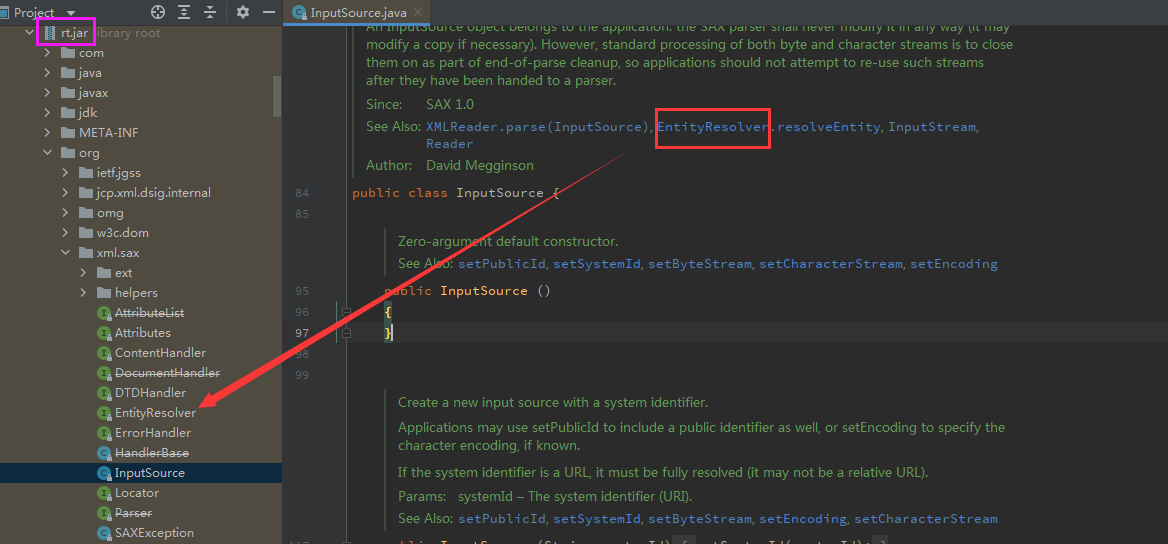 Project
InputSource.java
rt.jar library root
com
java
javax
jdk
META-INF
org
ietf.jgss
jcp.xml.dsig.internal
omg
w3c.dom
xml.sax
ext
helpers
AttributeList
Attributes
ContentHandler
DocumentHandler
DTDHandler
EntityResolver
ErrorHandler
HandlerBase
InputSource
Locator
Parser
SAXException
An InputSource object belongs to the application: the SAX parser shall never modify it in any way (it may
modify a copy if necessary). However, standard processing of both byte and character streams is to close
them on as part of end-of-parse cleanup, so applications should not attempt to re-use such streams
after they have been handed to a parser.
Since: SAX 1.0
See Also: XMLReader.parse(InputSource), EntityResolver.resolveEntity, InputStream,
Reader
Author: David Megginson
84 public class InputSource {
85
Zero-argument default constructor.
See Also: setPublicId, setSystemId, setByteStream, setCharacterStream, setEncoding
95 public InputSource ()
96 {
97 }
98
99
Create a new input source with a system identifier.
Applications may use setPublicId to include a public identifier as well, or setEncoding to specify the
character encoding, if known.
If the system identifier is a URL, it must be fully resolved (it may not be a relative URL).
Params: systemId – The system identifier (URI).
See Also: setPublicId, setSystemId, setByteStream, setEncoding, setCharacterStream